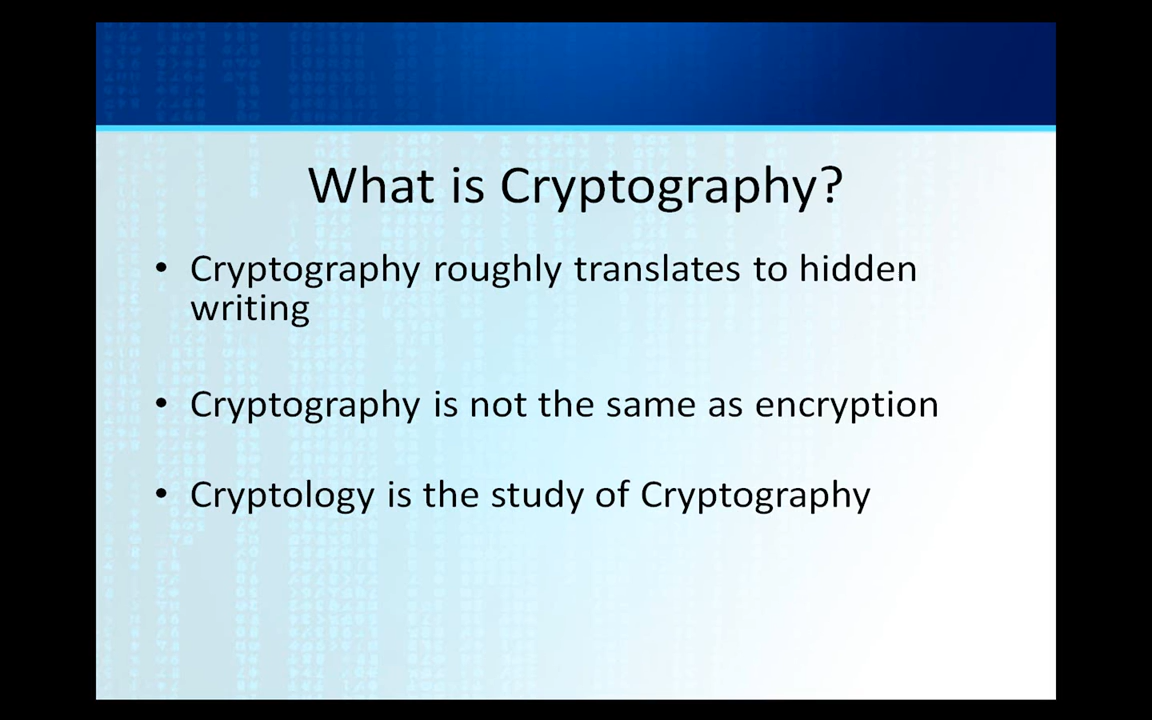 What is Cryptography?
• Cryptography roughly translates to hidden
writing
• Cryptography is not the same as encryption
• Cryptology is the study of Cryptography